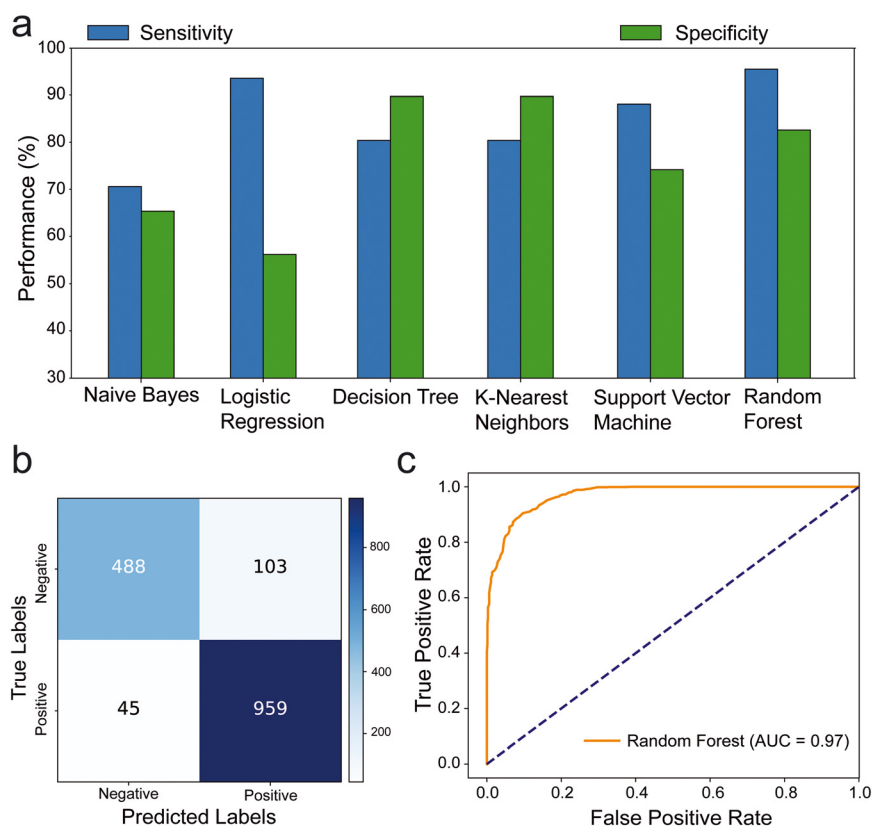 a
Sensitivity
Specificity
100
90
80
70
60
50
40
30
Performance (%)
Naive Bayes
Logistic
Regression
Decision Tree
K-Nearest
Neighbors
Support Vector
Machine
Random
Forest
b
True Labels
Negative
Positive
488
103
45
959
Negative
Positive
Predicted Labels
800
600
400
200
c
True Positive Rate
1.0
0.8
0.6
0.4
0.2
0.0
Random Forest (AUC = 0.97)
0.0
0.2
0.4
0.6
0.8
1.0
False Positive Rate